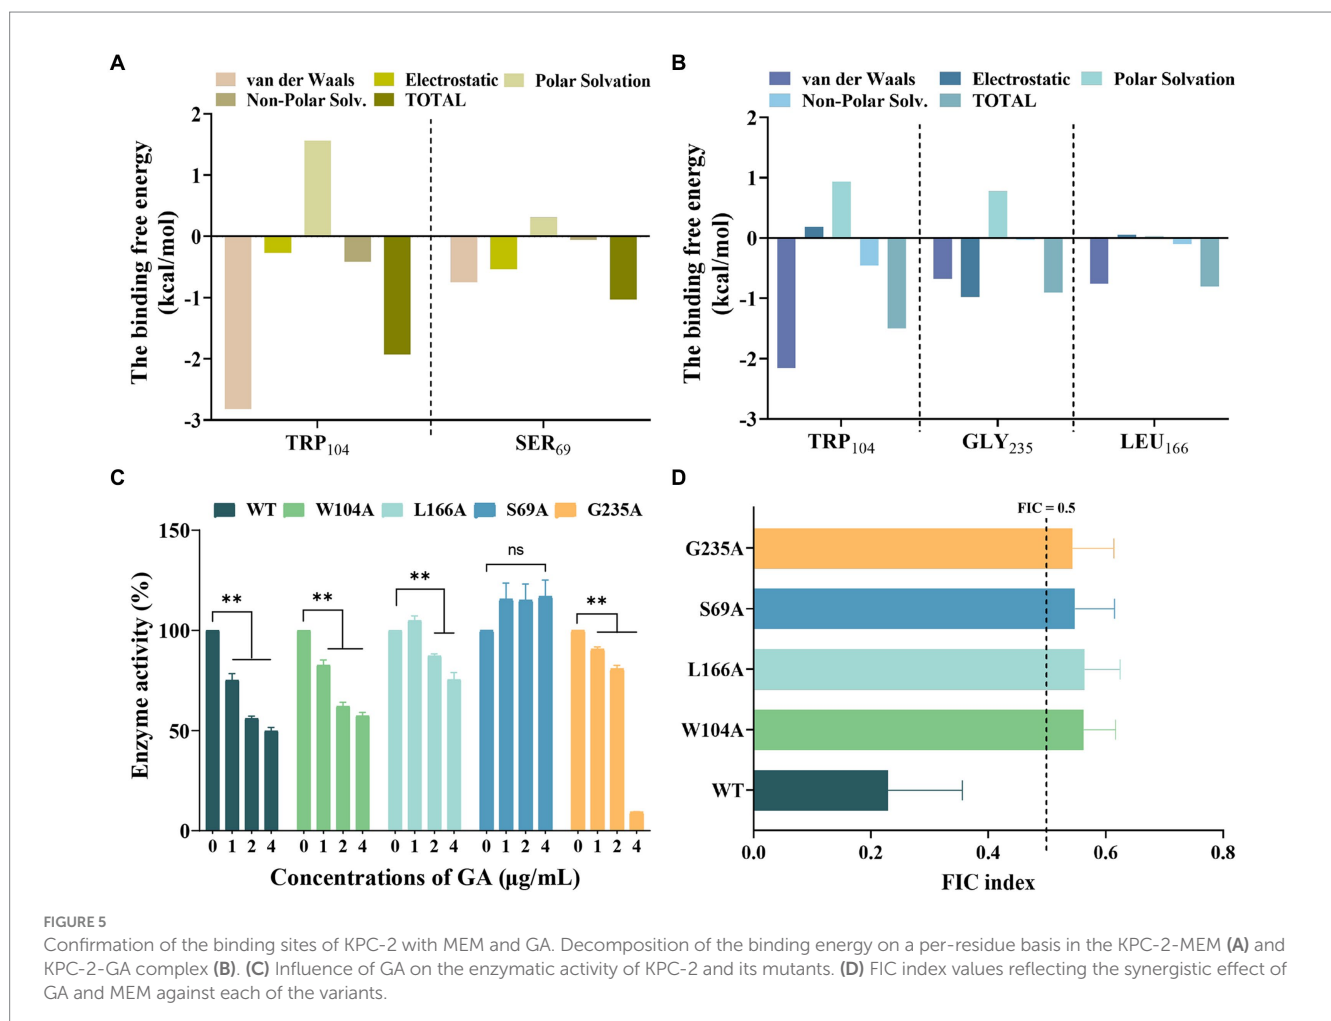 A
van der Waals Electrostatic Polar Solvation
Non-Polar Solv. TOTAL
The binding free energy
(kcal/mol)
2
1
0
-1
-2
-3
TRP104 SER69
B
van der Waals Electrostatic Polar Solvation
Non-Polar Solv. TOTAL
The binding free energy
(kcal/mol)
2
1
0
-1
-2
-3
TRP104 GLY235 LEU166
C
WT W104A L166A S69A G235A
Enzyme activity (%)
150
100
50
0
** ** ** ns **
0 1 2 4 0 1 2 4 0 1 2 4 0 1 2 4 0 1 2 4
Concentrations of GA (μg/mL)
D
FIC = 0.5
G235A
S69A
L166A
W104A
WT
0.0 0.2 0.4 0.6 0.8
FIC index
FIGURE 5
Confirmation of the binding sites of KPC-2 with MEM and GA. Decomposition of the binding energy on a per-residue basis in the KPC-2-MEM (A) and
KPC-2-GA complex (B). (C) Influence of GA on the enzymatic activity of KPC-2 and its mutants. (D) FIC index values reflecting the synergistic effect of
GA and MEM against each of the variants.